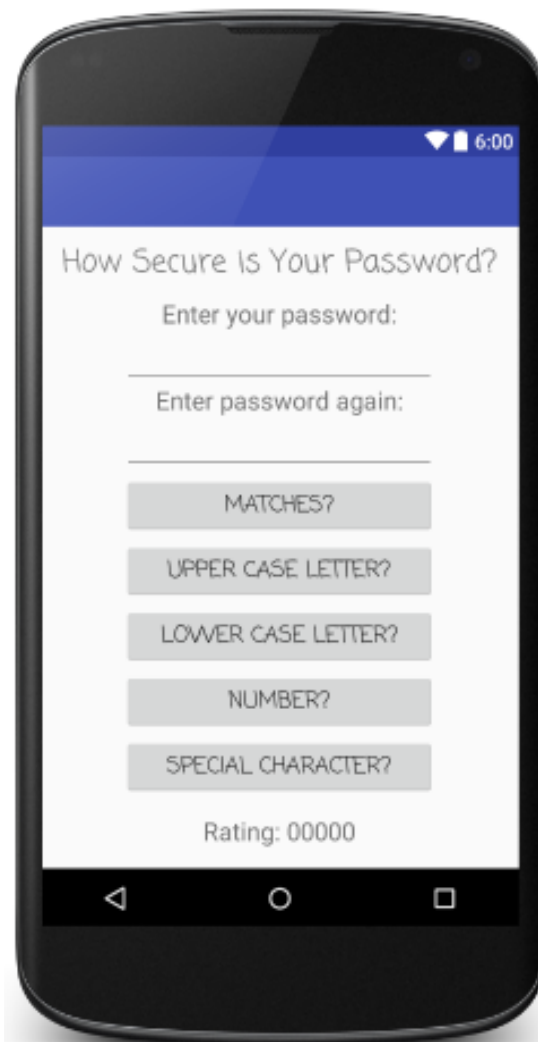 6:00
How Secure Is Your Password?
Enter your password:
Enter password again:
MATCHES?
UPPER CASE LETTER?
LOWER CASE LETTER?
NUMBER?
SPECIAL CHARACTER?
Rating: 00000